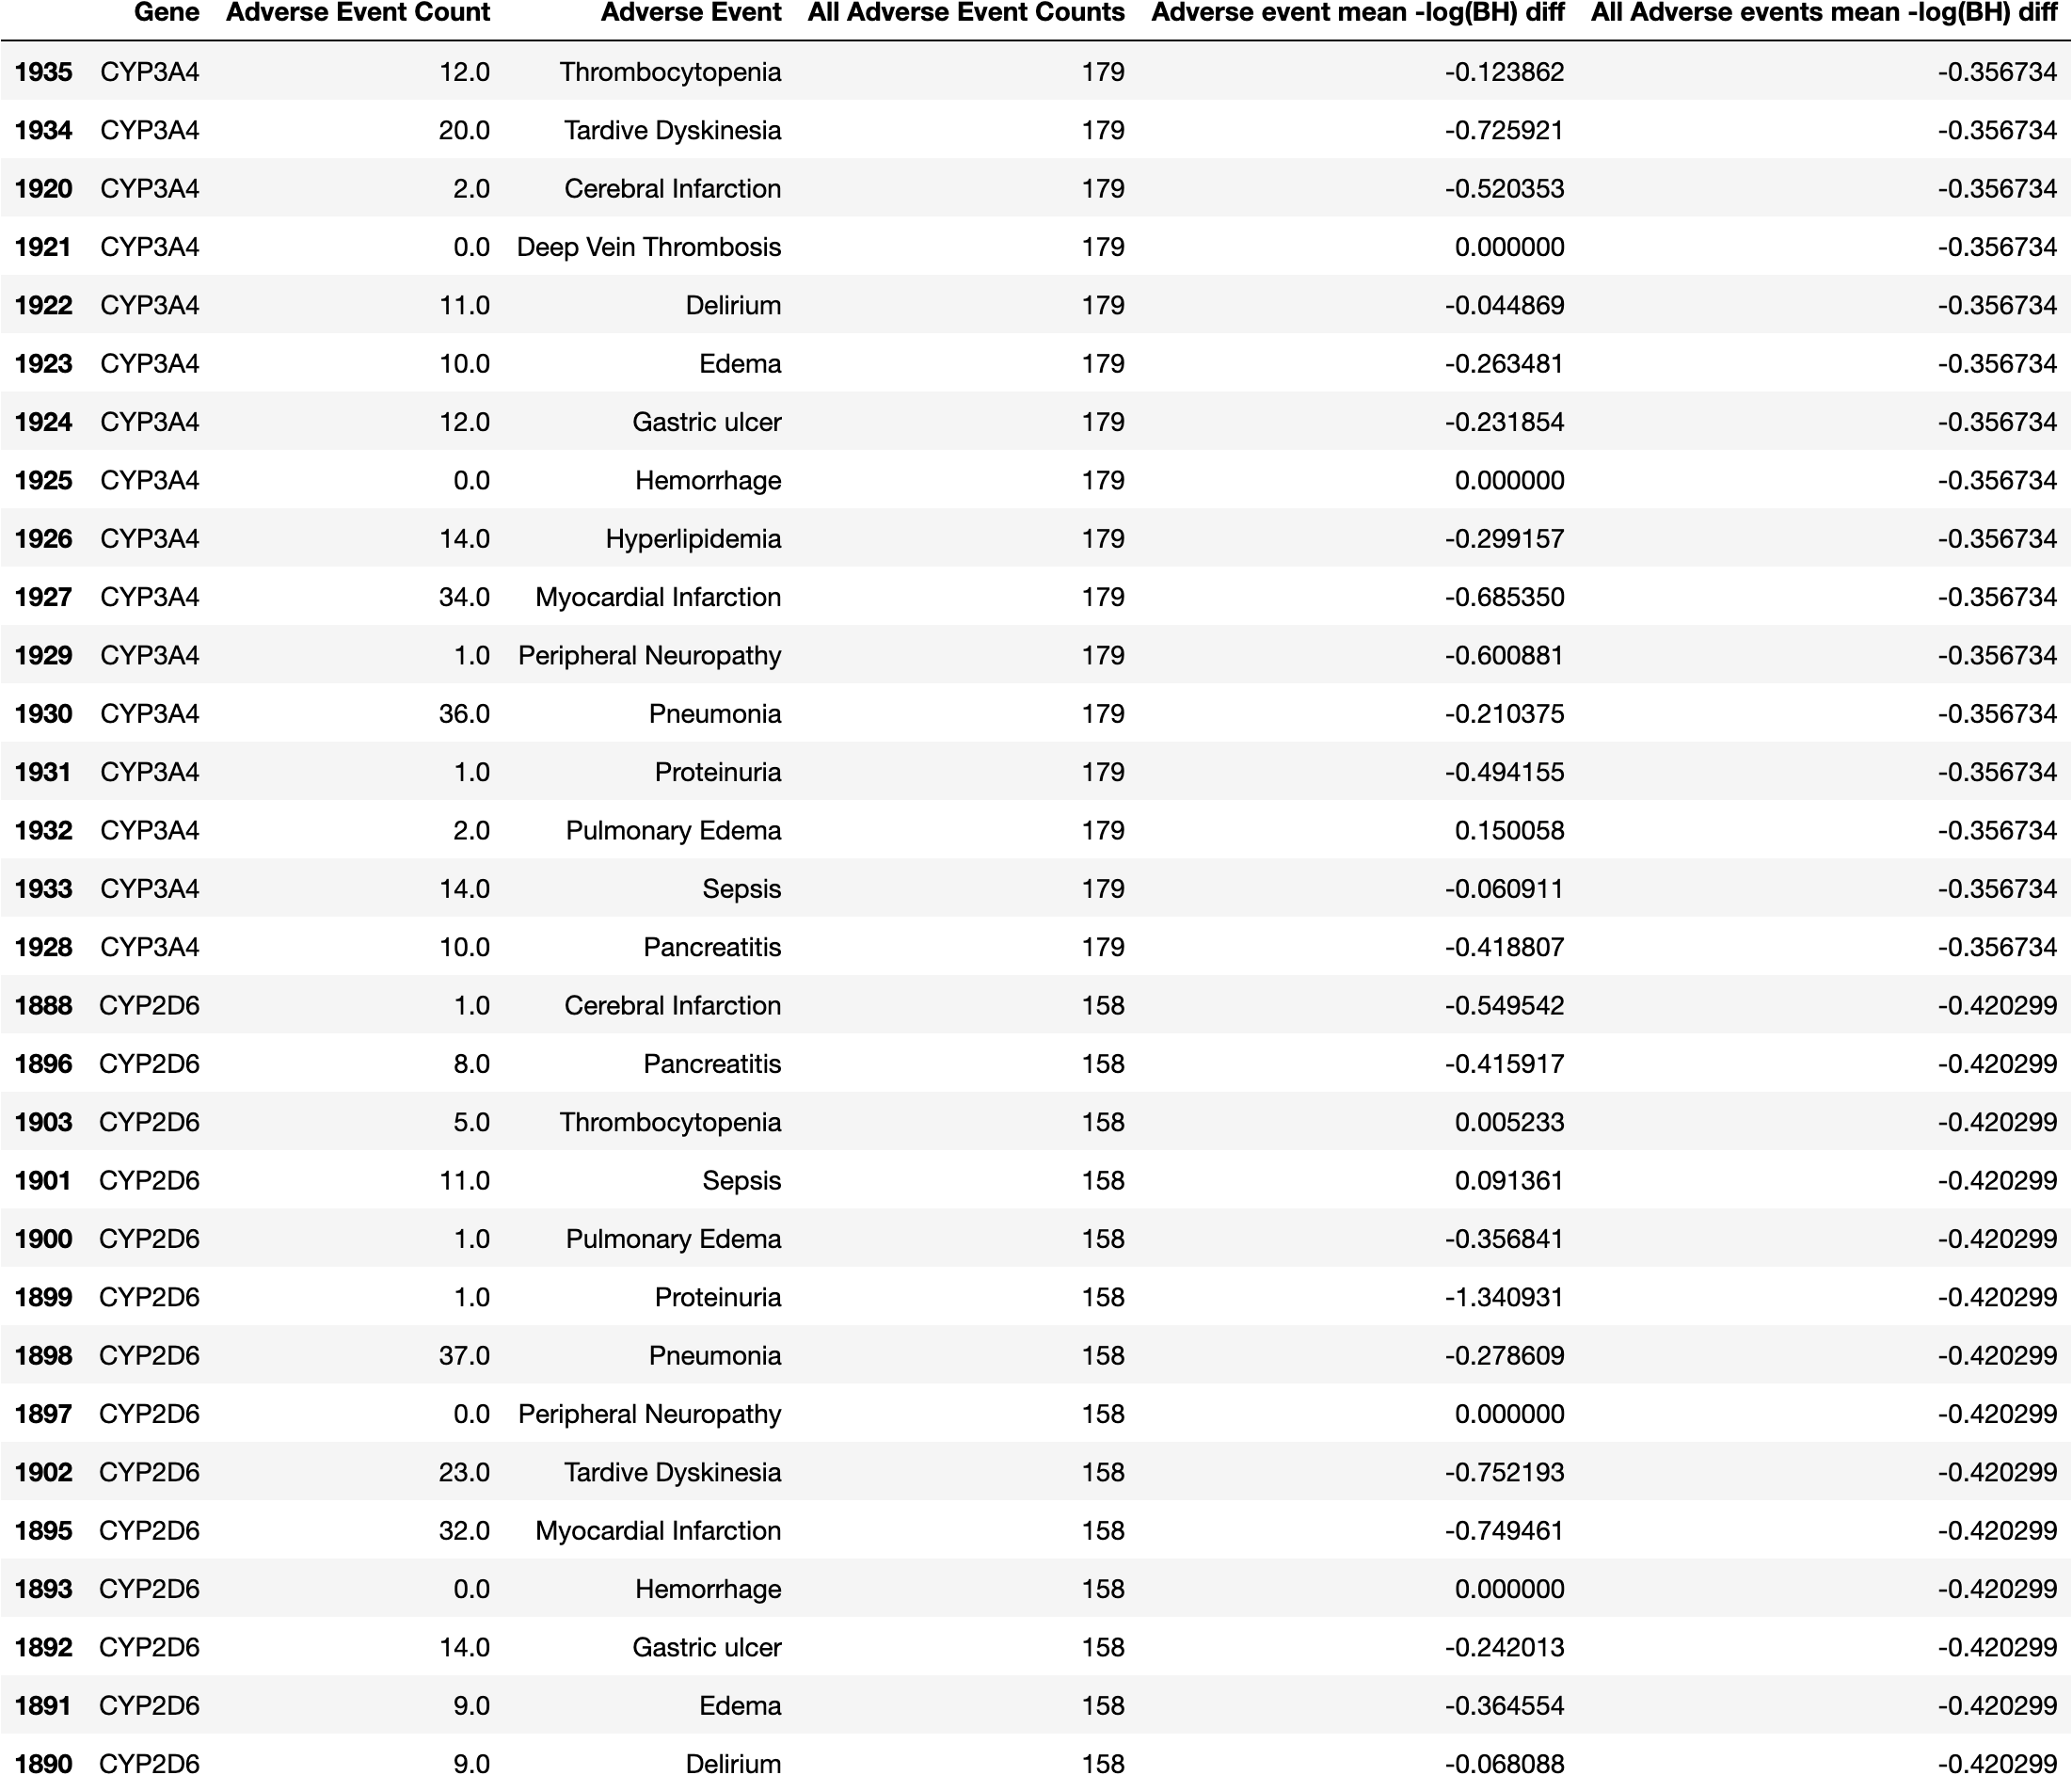 Gene Adverse Event Count Adverse Event All Adverse Event Counts Adverse event mean -log(BH) diff All Adverse events mean -log(BH) diff
1935 CYP3A4 12.0 Thrombocytopenia 179 -0.123862 -0.356734
1934 CYP3A4 20.0 Tardive Dyskinesia 179 -0.725921 -0.356734
1920 CYP3A4 2.0 Cerebral Infarction 179 -0.520353 -0.356734
1921 CYP3A4 0.0 Deep Vein Thrombosis 179 0.000000 -0.356734
1922 CYP3A4 11.0 Delirium 179 -0.044869 -0.356734
1923 CYP3A4 10.0 Edema 179 -0.263481 -0.356734
1924 CYP3A4 12.0 Gastric ulcer 179 -0.231854 -0.356734
1925 CYP3A4 0.0 Hemorrhage 179 0.000000 -0.356734
1926 CYP3A4 14.0 Hyperlipidemia 179 -0.299157 -0.356734
1927 CYP3A4 34.0 Myocardial Infarction 179 -0.685350 -0.356734
1929 CYP3A4 1.0 Peripheral Neuropathy 179 -0.600881 -0.356734
1930 CYP3A4 36.0 Pneumonia 179 -0.210375 -0.356734
1931 CYP3A4 1.0 Proteinuria 179 -0.494155 -0.356734
1932 CYP3A4 2.0 Pulmonary Edema 179 0.150058 -0.356734
1933 CYP3A4 14.0 Sepsis 179 -0.060911 -0.356734
1928 CYP3A4 10.0 Pancreatitis 179 -0.418807 -0.356734
1888 CYP2D6 1.0 Cerebral Infarction 158 -0.549542 -0.420299
1896 CYP2D6 8.0 Pancreatitis 158 -0.415917 -0.420299
1903 CYP2D6 5.0 Thrombocytopenia 158 0.005233 -0.420299
1901 CYP2D6 11.0 Sepsis 158 0.091361 -0.420299
1900 CYP2D6 1.0 Pulmonary Edema 158 -0.356841 -0.420299
1899 CYP2D6 1.0 Proteinuria 158 -1.340931 -0.420299
1898 CYP2D6 37.0 Pneumonia 158 -0.278609 -0.420299
1897 CYP2D6 0.0 Peripheral Neuropathy 158 0.000000 -0.420299
1902 CYP2D6 23.0 Tardive Dyskinesia 158 -0.752193 -0.420299
1895 CYP2D6 32.0 Myocardial Infarction 158 -0.749461 -0.420299
1893 CYP2D6 0.0 Hemorrhage 158 0.000000 -0.420299
1892 CYP2D6 14.0 Gastric ulcer 158 -0.242013 -0.420299
1891 CYP2D6 9.0 Edema 158 -0.364554 -0.420299
1890 CYP2D6 9.0 Delirium 158 -0.068088 -0.420299